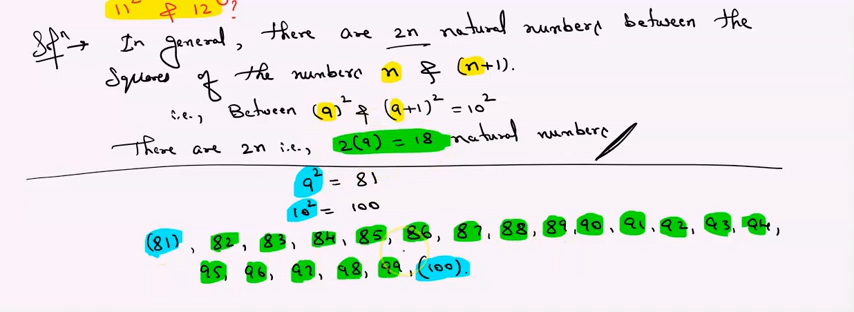 11² & 12²?
Solⁿ → In general, there are 2n natural numbers between the
squares of the numbers n & (n+1).
i.e., Between (9)² & (9+1)² = 10²
There are 2n i.e., 2(9) = 18 natural numbers
9² = 81
10² = 100
(81), 82, 83, 84, 85, 86, 87, 88, 89, 90, 91, 92, 93, 94,
95, 96, 97, 98, 99, (100).